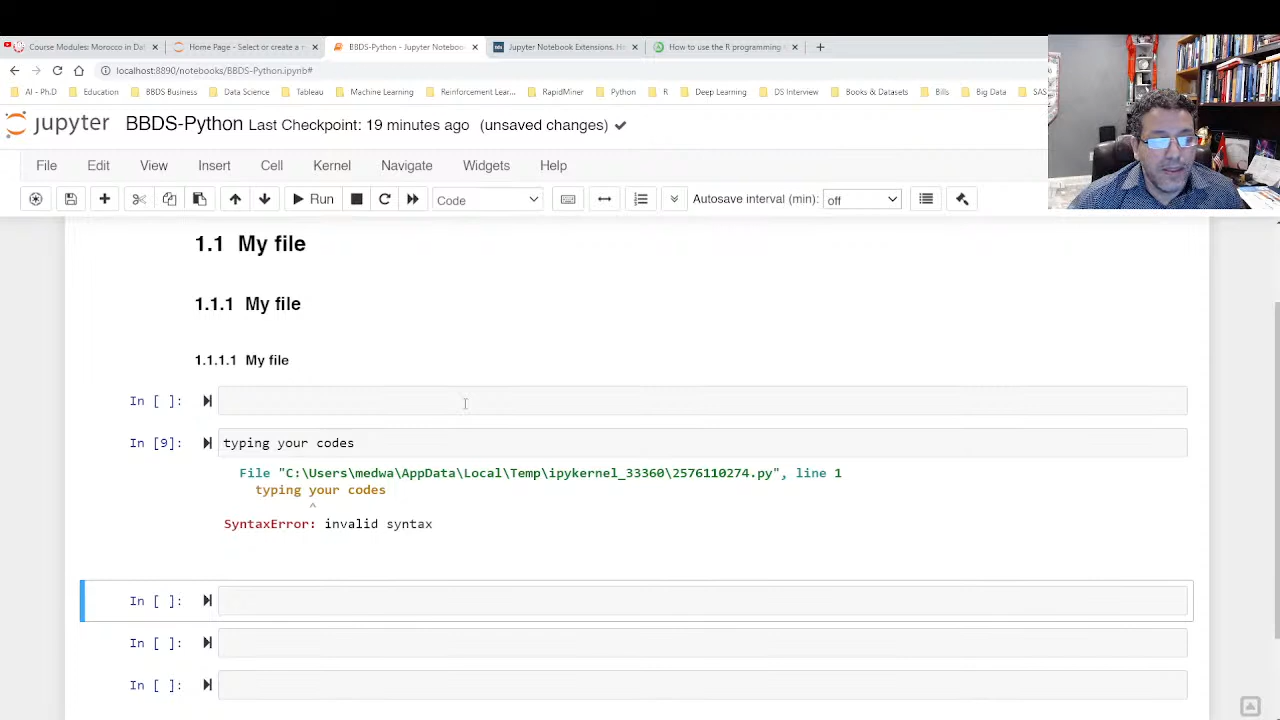 Course Modules: Morocco in Dat
Home Page - Select or create a n
BBDS-Python - Jupyter Noteboo
Jupyter Notebook Extensions. H
How to use the R programming
localhost:8890/notebooks/BBDS-Python.ipynb#
AI - Ph.D
Education
BBDS Business
Data Science
Tableau
Machine Learning
Reinforcement Lear...
RapidMiner
Python
R
Deep Learning
DS Interview
Books & Datasets
Bills
Big Data
SAS
jupyter
BBDS-Python Last Checkpoint: 19 minutes ago (unsaved changes)
File Edit View Insert Cell Kernel Navigate Widgets Help
Run
Code
Autosave interval (min): off
1.1 My file
1.1.1 My file
1.1.1.1 My file
In [ ]:
In [9]: typing your codes
File "C:\Users\medwa\AppData\Local\Temp\ipykernel_33360\2576110274.py", line 1
typing your codes
^
SyntaxError: invalid syntax
In [ ]:
In [ ]:
In [ ]: